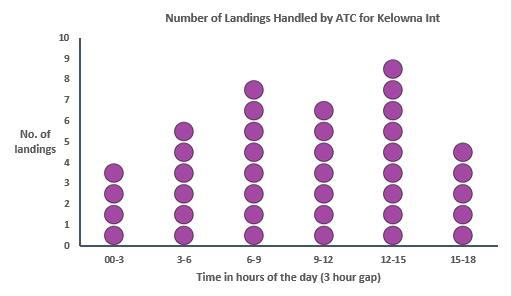 Number of Landings Handled by ATC for Kelowna Int
10
9
8
7
6
5
4
3
2
1
0
No. of
landings
00-3 3-6 6-9 9-12 12-15 15-18
Time in hours of the day (3 hour gap)